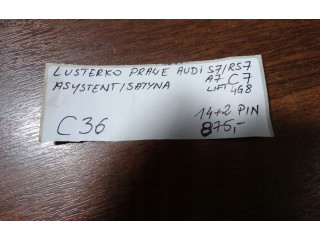 LUSTERKO PRAWE AUDI S7/RS7
A7 C7
ASYSTENT/SATYNA LIFT 4G8
14+2 PIN
C36 875,-